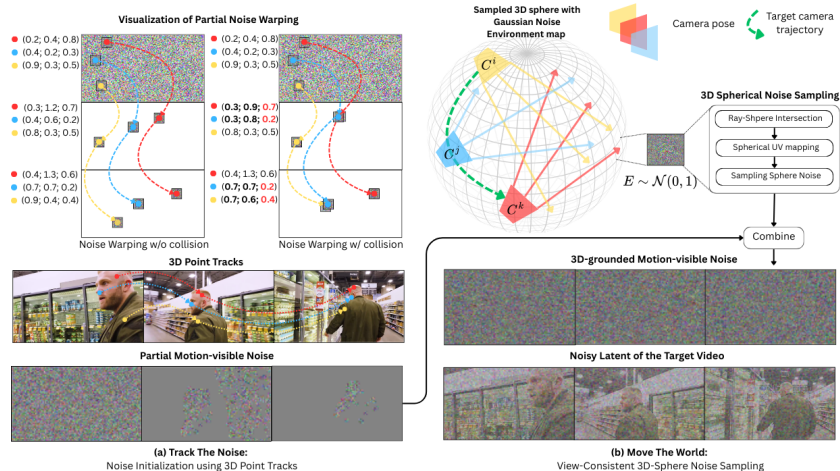 Visualization of Partial Noise Warping
(0.2; 0.4; 0.8)
(0.4; 0.2; 0.3)
(0.9; 0.3; 0.5)
(0.3; 1.2; 0.7)
(0.4; 0.6; 0.2)
(0.8; 0.3; 0.5)
(0.4; 1.3; 0.6)
(0.7; 0.7; 0.2)
(0.9; 0.4; 0.4)
Noise Warping w/o collision
(0.2; 0.4; 0.8)
(0.4; 0.2; 0.3)
(0.9; 0.3; 0.5)
(0.3; 0.9; 0.7)
(0.3; 0.8; 0.2)
(0.8; 0.3; 0.5)
(0.4; 1.3; 0.6)
(0.7; 0.7; 0.2)
(0.7; 0.6; 0.4)
Noise Warping w/ collision
3D Point Tracks
Partial Motion-visible Noise
(a) Track The Noise:
Noise Initialization using 3D Point Tracks
Sampled 3D sphere with
Gaussian Noise
Environment map
Camera pose
Target camera
trajectory
C^i
C^j
C^k
E ∼ N(0, 1)
3D Spherical Noise Sampling
Ray-Shpere Intersection
Spherical UV mapping
Sampling Sphere Noise
Combine
3D-grounded Motion-visible Noise
Noisy Latent of the Target Video
(b) Move The World:
View-Consistent 3D-Sphere Noise Sampling